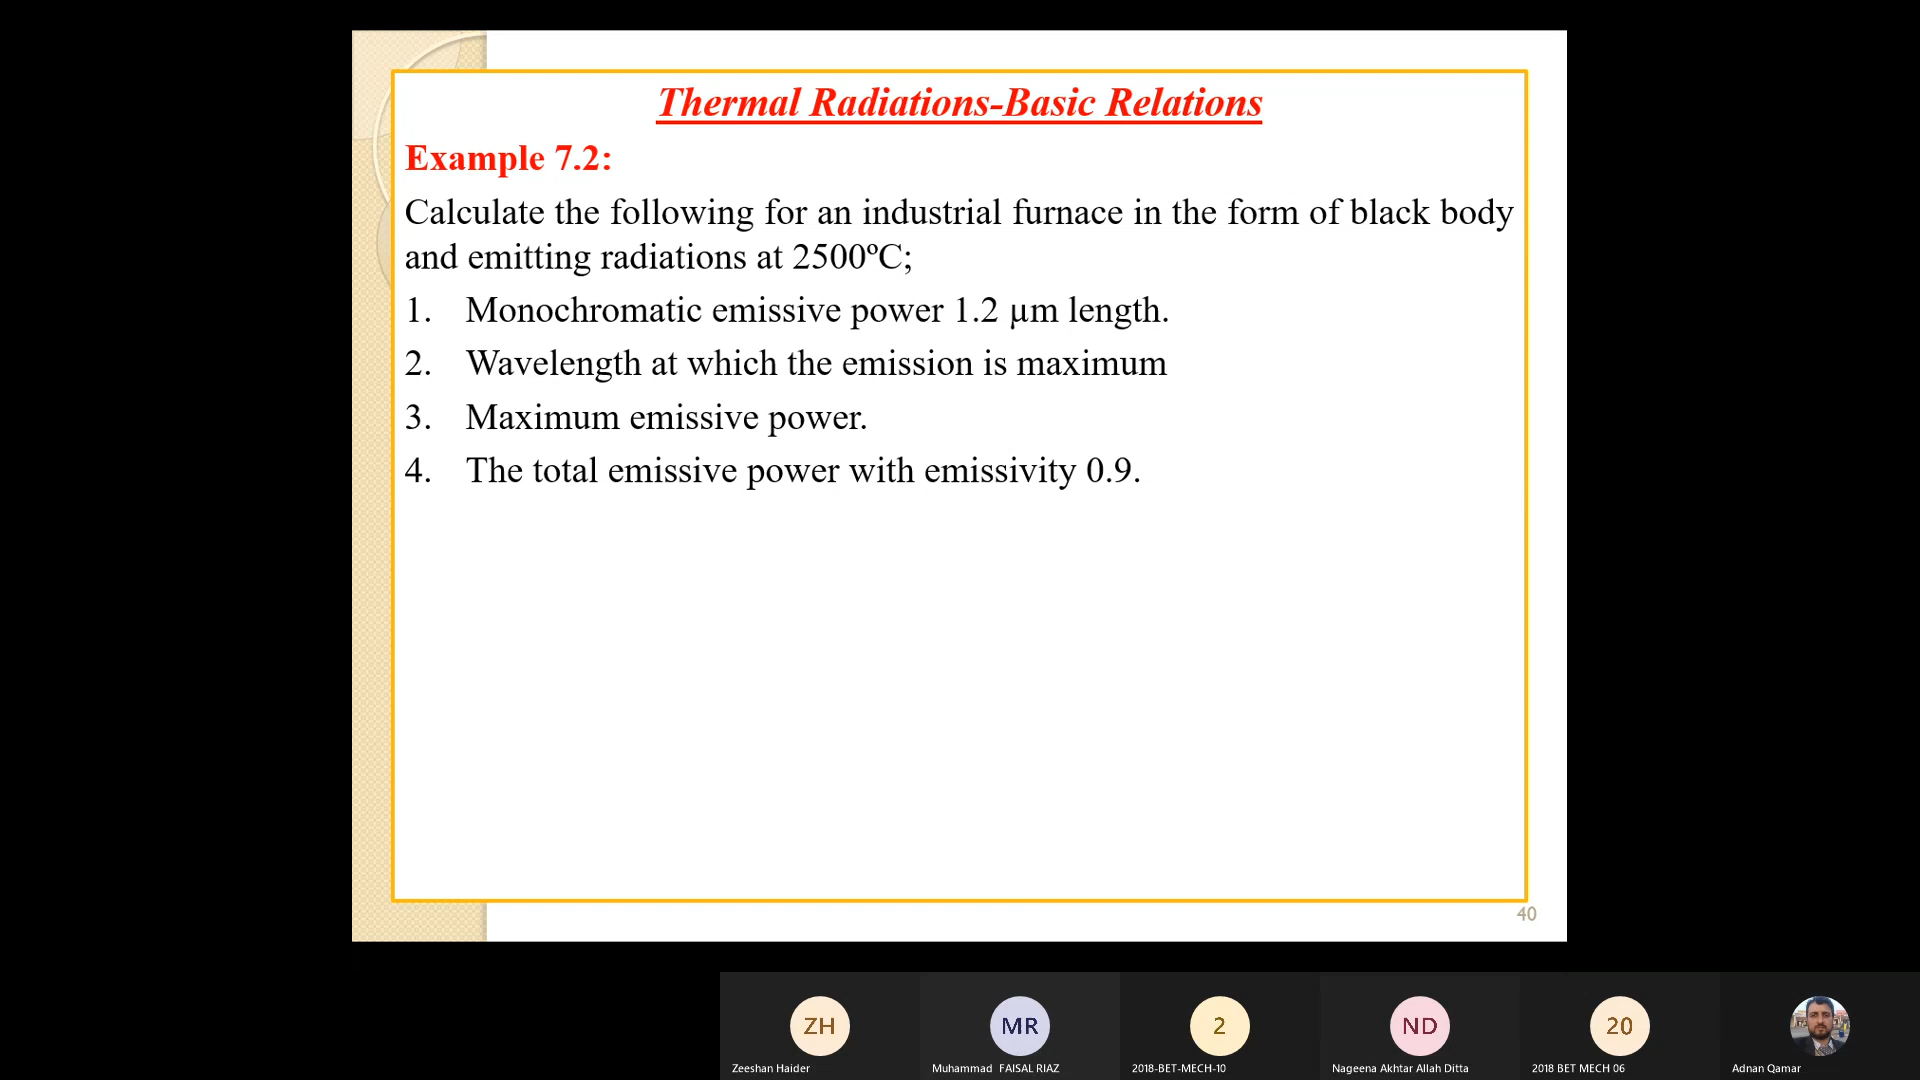 Thermal Radiations-Basic Relations
Example 7.2:
Calculate the following for an industrial furnace in the form of black body
and emitting radiations at 2500ºC;
1. Monochromatic emissive power 1.2 µm length.
2. Wavelength at which the emission is maximum
3. Maximum emissive power.
4. The total emissive power with emissivity 0.9.
40
ZH
MR
2
ND
20
Zeeshan Haider
Muhammad FAISAL RIAZ
2018-BET-MECH-10
Nageena Akhtar Allah Ditta
2018 BET MECH 06
Adnan Qamar